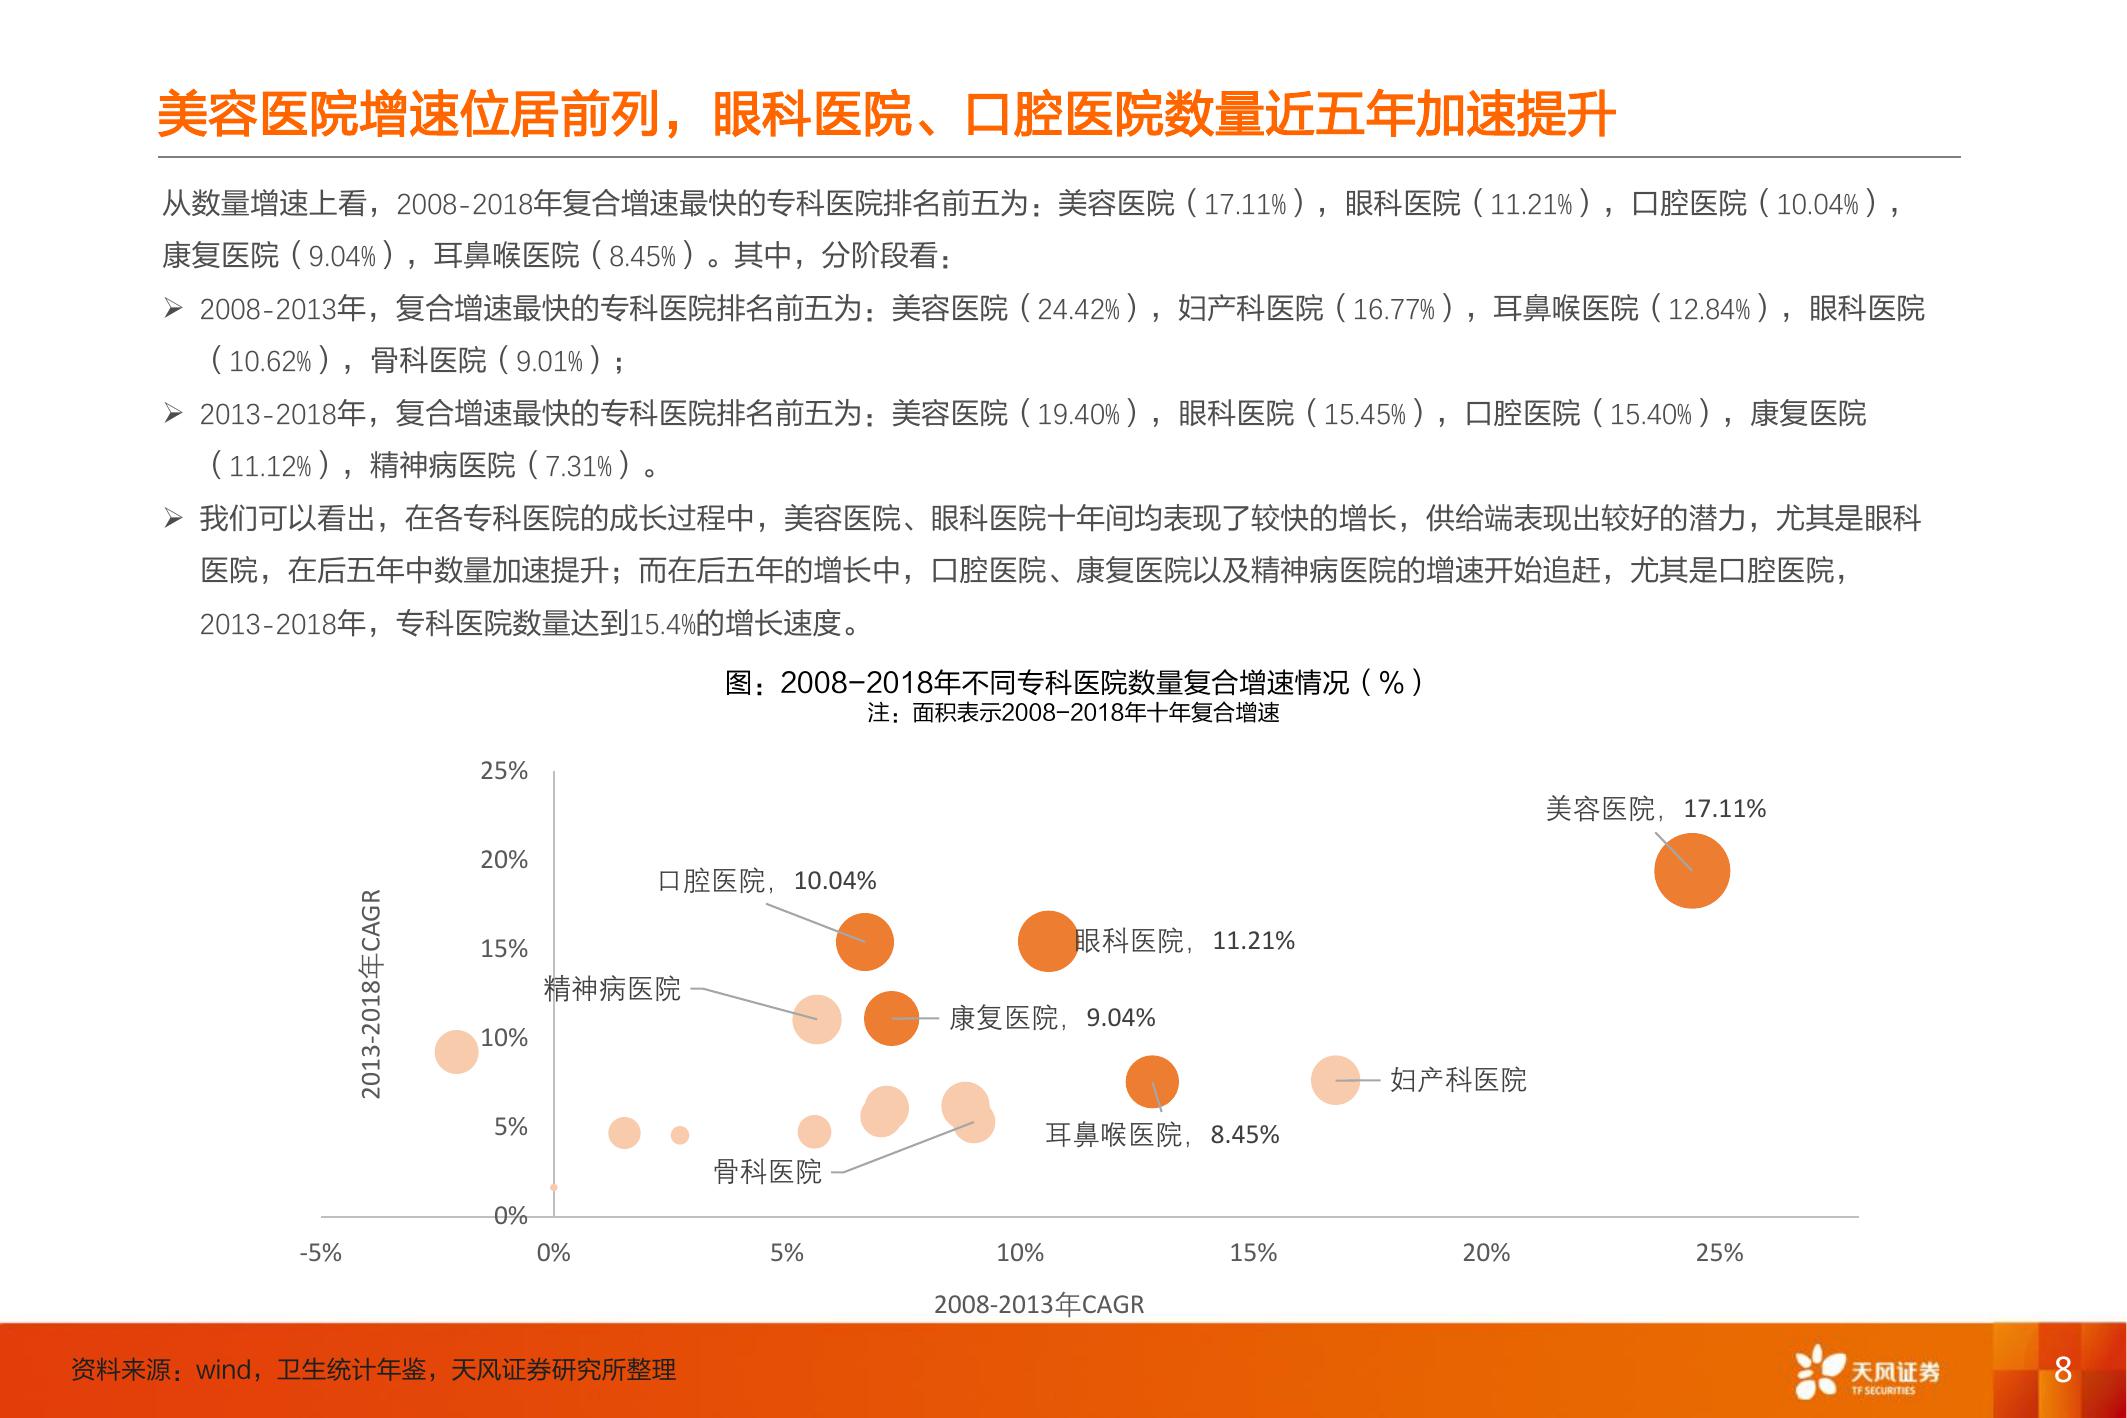 美容医院增速位居前列，眼科医院、口腔医院数量近五年加速提升
从数量增速上看，2008-2018年复合增速最快的专科医院排名前五为：美容医院（17.11%），眼科医院（11.21%），口腔医院（10.04%），
康复医院（9.04%），耳鼻喉医院（8.45%）。其中，分阶段看：
➢ 2008-2013年，复合增速最快的专科医院排名前五为：美容医院（24.42%），妇产科医院（16.77%），耳鼻喉医院（12.84%），眼科医院
（10.62%），骨科医院（9.01%）；
➢ 2013-2018年，复合增速最快的专科医院排名前五为：美容医院（19.40%），眼科医院（15.45%），口腔医院（15.40%），康复医院
（11.12%），精神病医院（7.31%）。
➢ 我们可以看出，在各专科医院的成长过程中，美容医院、眼科医院十年间均表现了较快的增长，供给端表现出较好的潜力，尤其是眼科
医院，在后五年中数量加速提升；而在后五年的增长中，口腔医院、康复医院以及精神病医院的增速开始追赶，尤其是口腔医院，
2013-2018年，专科医院数量达到15.4%的增长速度。
图：2008-2018年不同专科医院数量复合增速情况（%）
注：面积表示2008-2018年十年复合增速
25%
20%
15%
10%
5%
0%
2013-2018年CAGR
美容医院，17.11%
口腔医院，10.04%
眼科医院，11.21%
精神病医院
康复医院，9.04%
妇产科医院
耳鼻喉医院，8.45%
骨科医院
-5%
0%
5%
10%
15%
20%
25%
2008-2013年CAGR
资料来源：wind，卫生统计年鉴，天风证券研究所整理
天风证券
TF SECURITIES
8